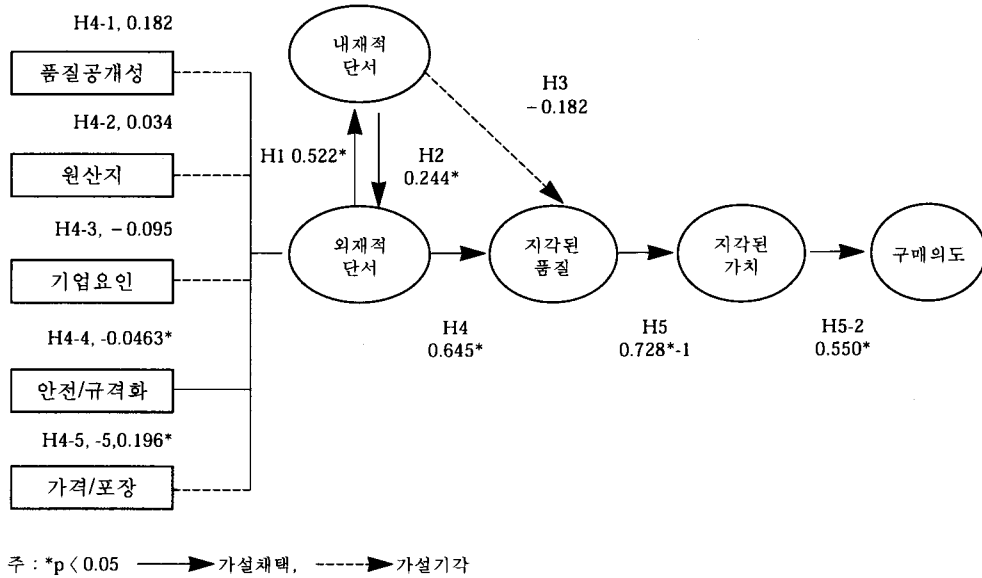 H4-1, 0.182
품질공개성
H4-2, 0.034
원산지
H4-3, －0.095
기업요인
H4-4, -0.0463*
안전/규격화
H4-5, -5,0.196*
가격/포장
내재적
단서
H1 0.522*
H2
0.244*
H3
－0.182
외재적
단서
H4
0.645*
지각된
품질
H5
0.728*-1
지각된
가치
H5-2
0.550*
구매의도
주 : *p < 0.05 가설채택, 가설기각